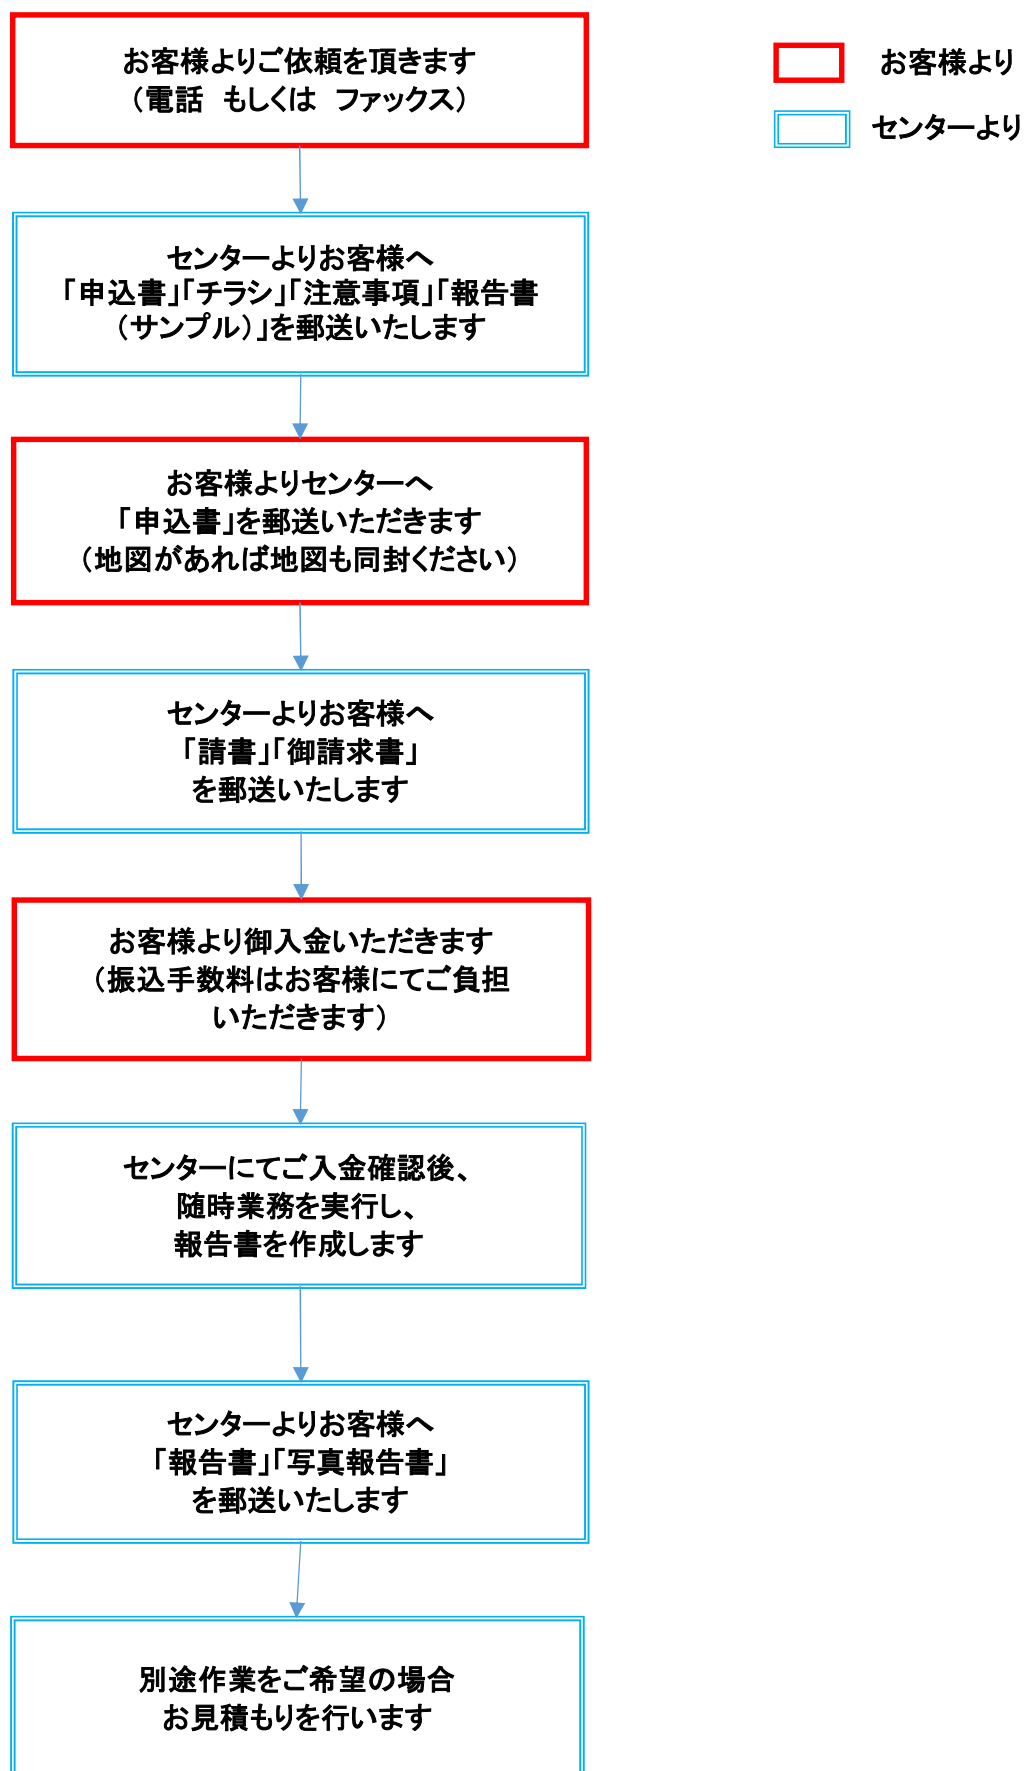 お客様よりご依頼を頂きます
（電話　もしくは　ファックス）
お客様より
センターより
センターよりお客様へ
「申込書」「チラシ」「注意事項」「報告書
（サンプル）」を郵送いたします
お客様よりセンターへ
「申込書」を郵送いただきます
（地図があれば地図も同封ください）
センターよりお客様へ
「請書」「御請求書」
を郵送いたします
お客様より御入金いただきます
（振込手数料はお客様にてご負担
いただきます）
センターにてご入金確認後、
随時業務を実行し、
報告書を作成します
センターよりお客様へ
「報告書」「写真報告書」
を郵送いたします
別途作業をご希望の場合
お見積もりを行います